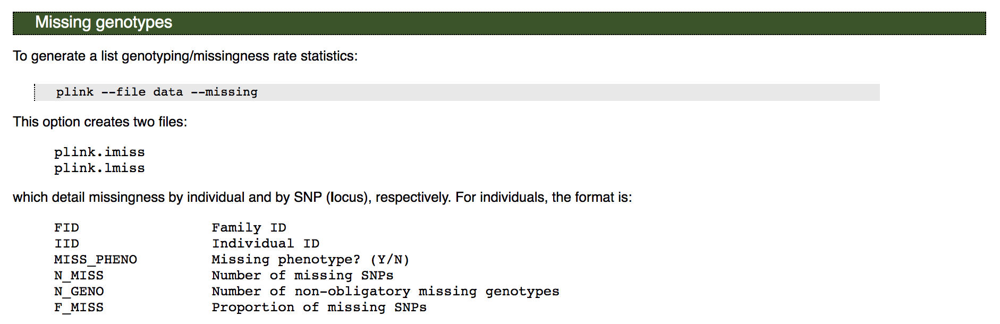 Missing genotypes
To generate a list genotyping/missingness rate statistics:
plink --file data --missing
This option creates two files:
plink.imiss
plink.lmiss
which detail missingness by individual and by SNP (locus), respectively. For individuals, the format is:
FID Family ID
IID Individual ID
MISS_PHENO Missing phenotype? (Y/N)
N_MISS Number of missing SNPs
N_GENO Number of non-obligatory missing genotypes
F_MISS Proportion of missing SNPs